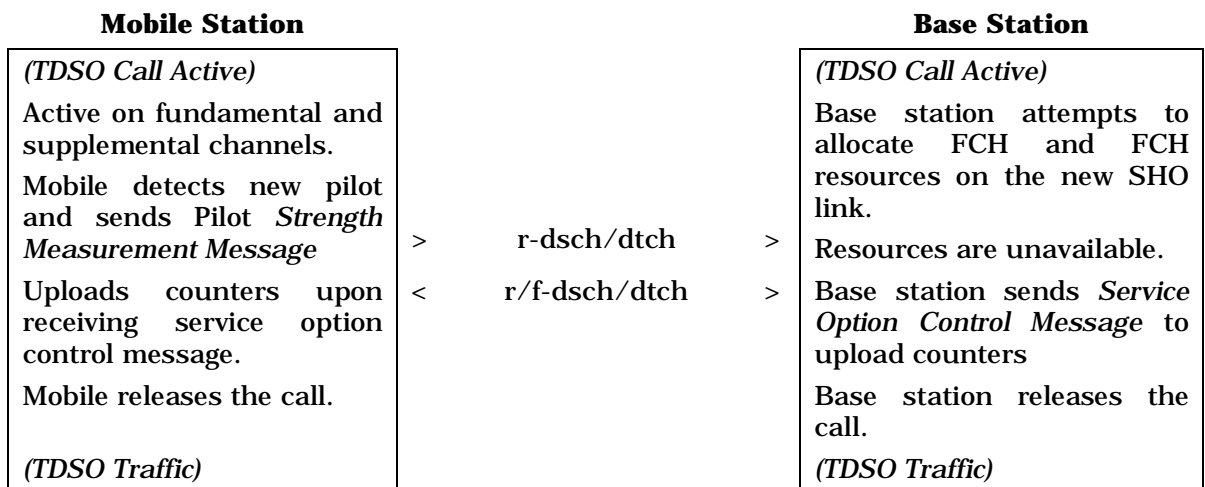 Mobile Station
Base Station
(TDSO Call Active)
Active on fundamental and
supplemental channels.
Mobile detects new pilot
and sends Pilot Strength
Measurement Message
Uploads counters upon
receiving service option
control message.
Mobile releases the call.
(TDSO Traffic)
> r-dsch/dtch >
< r/f-dsch/dtch >
(TDSO Call Active)
Base station attempts to
allocate FCH and FCH
resources on the new SHO
link.
Resources are unavailable.
Base station sends Service
Option Control Message to
upload counters
Base station releases the
call.
(TDSO Traffic)